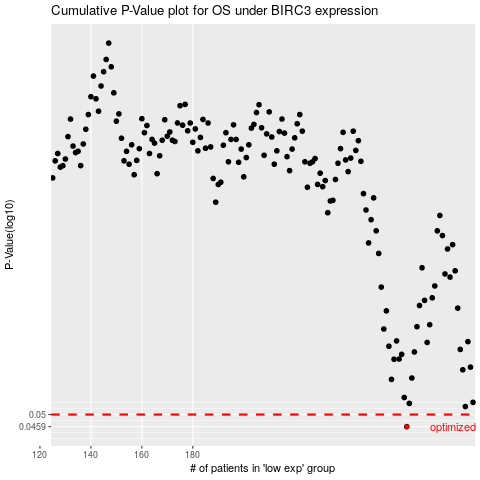 Cumulative P-Value plot for OS under BIRC3 expression
P-Value(log10)
0.05
0.0459
optimized
120 140 160 180
# of patients in 'low exp' group